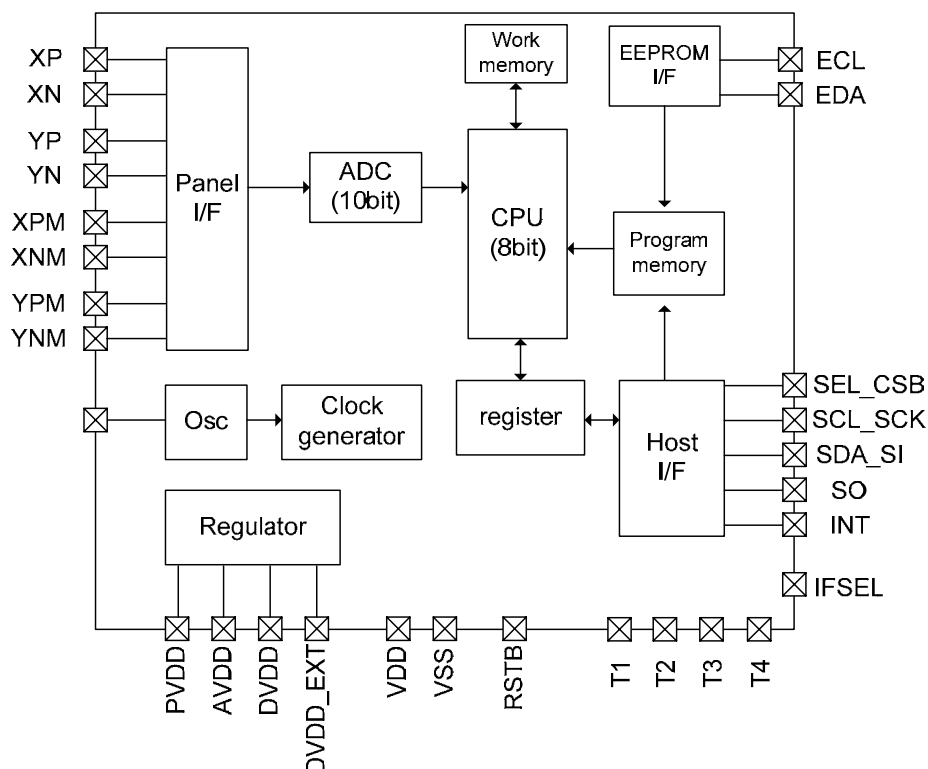 XP
XN
YP
YN
XPM
XNM
YPM
YNM
Panel
I/F
ADC
(10bit)
Work
memory
CPU
(8bit)
EEPROM
I/F
ECL
EDA
Program
memory
Osc
Clock
generator
register
Host
I/F
SEL_CSB
SCL_SCK
SDA_SI
SO
INT
IFSEL
Regulator
PVDD
AVDD
DVDD
DVDD_EXT
VDD
VSS
RSTB
T1
T2
T3
T4